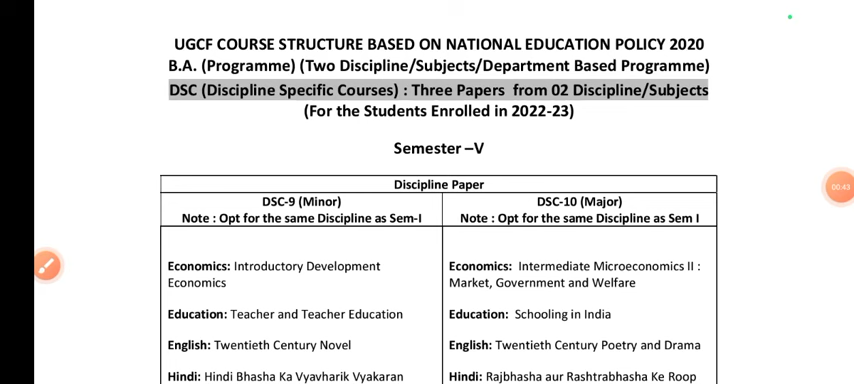 UGCF COURSE STRUCTURE BASED ON NATIONAL EDUCATION POLICY 2020
B.A. (Programme) (Two Discipline/Subjects/Department Based Programme)
DSC (Discipline Specific Courses) : Three Papers from 02 Discipline/Subjects
(For the Students Enrolled in 2022-23)
Semester –V
Discipline Paper
DSC-9 (Minor)
Note : Opt for the same Discipline as Sem-I
DSC-10 (Major)
Note : Opt for the same Discipline as Sem I
Economics: Introductory Development
Economics
Education: Teacher and Teacher Education
English: Twentieth Century Novel
Hindi: Hindi Bhasha Ka Vyavharik Vyakaran
Economics: Intermediate Microeconomics II :
Market, Government and Welfare
Education: Schooling in India
English: Twentieth Century Poetry and Drama
Hindi: Rajbhasha aur Rashtrabhasha Ke Roop
00:43